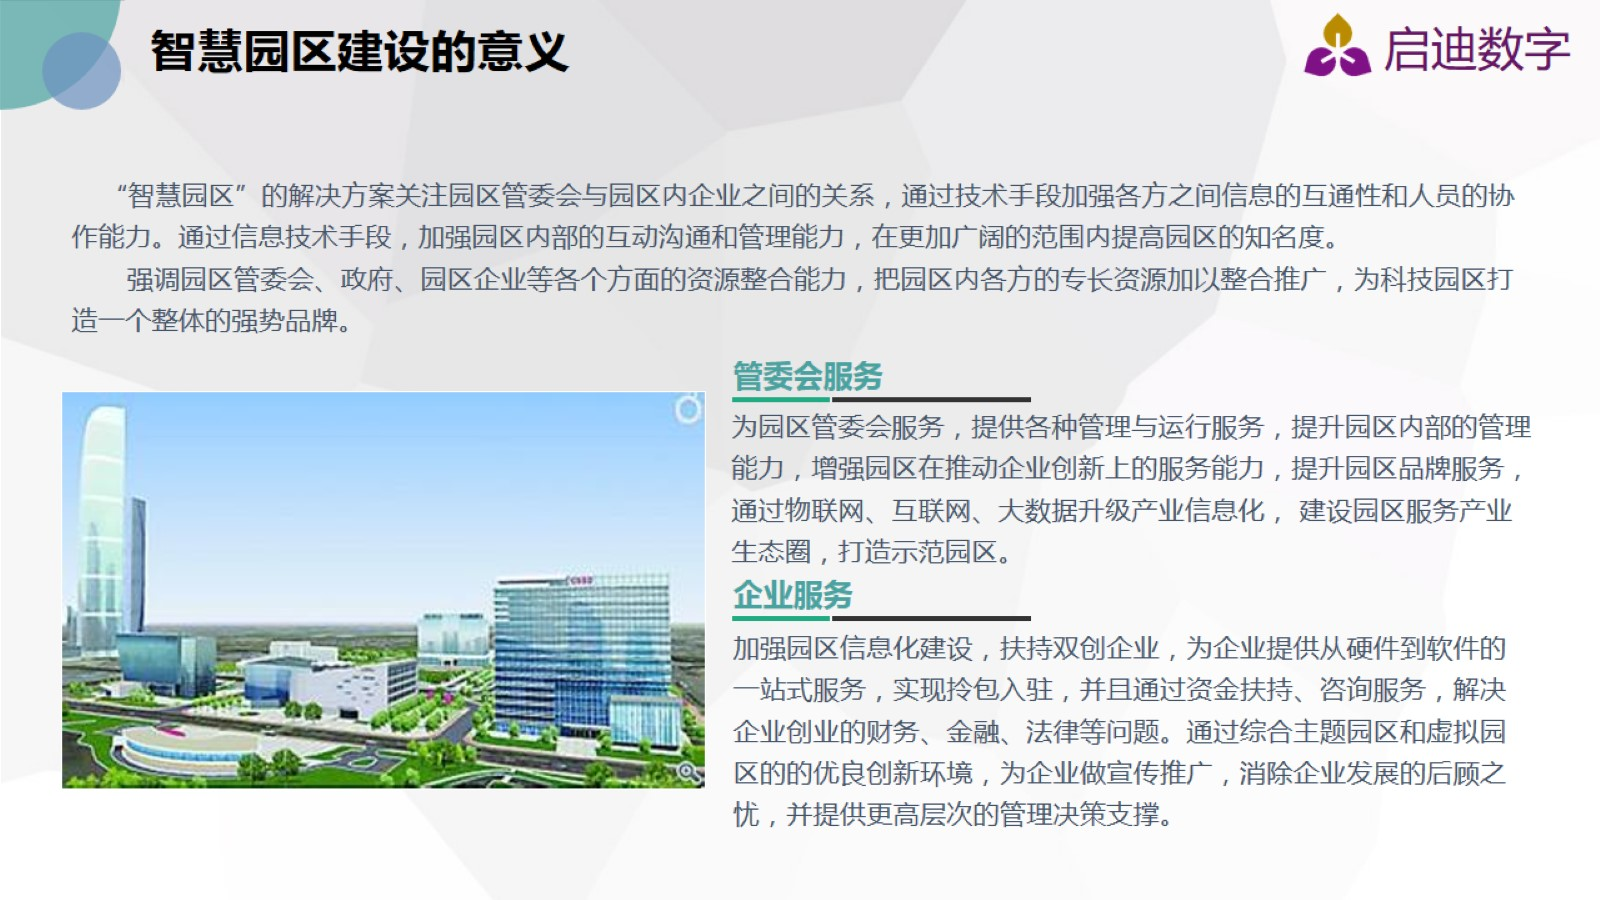 智慧园区建设的意义
启迪数字
“智慧园区”的解决方案关注园区管委会与园区内企业之间的关系，通过技术手段加强各方之间信息的互通性和人员的协
作能力。通过信息技术手段，加强园区内部的互动沟通和管理能力，在更加广阔的范围内提高园区的知名度。
强调园区管委会、政府、园区企业等各个方面的资源整合能力，把园区内各方的专长资源加以整合推广，为科技园区打
造一个整体的强势品牌。
管委会服务
为园区管委会服务，提供各种管理与运行服务，提升园区内部的管理
能力，增强园区在推动企业创新上的服务能力，提升园区品牌服务，
通过物联网、互联网、大数据升级产业信息化， 建设园区服务产业
生态圈，打造示范园区。
企业服务
加强园区信息化建设，扶持双创企业，为企业提供从硬件到软件的
一站式服务，实现拎包入驻，并且通过资金扶持、咨询服务，解决
企业创业的财务、金融、法律等问题。通过综合主题园区和虚拟园
区的的优良创新环境，为企业做宣传推广，消除企业发展的后顾之
忧，并提供更高层次的管理决策支撑。